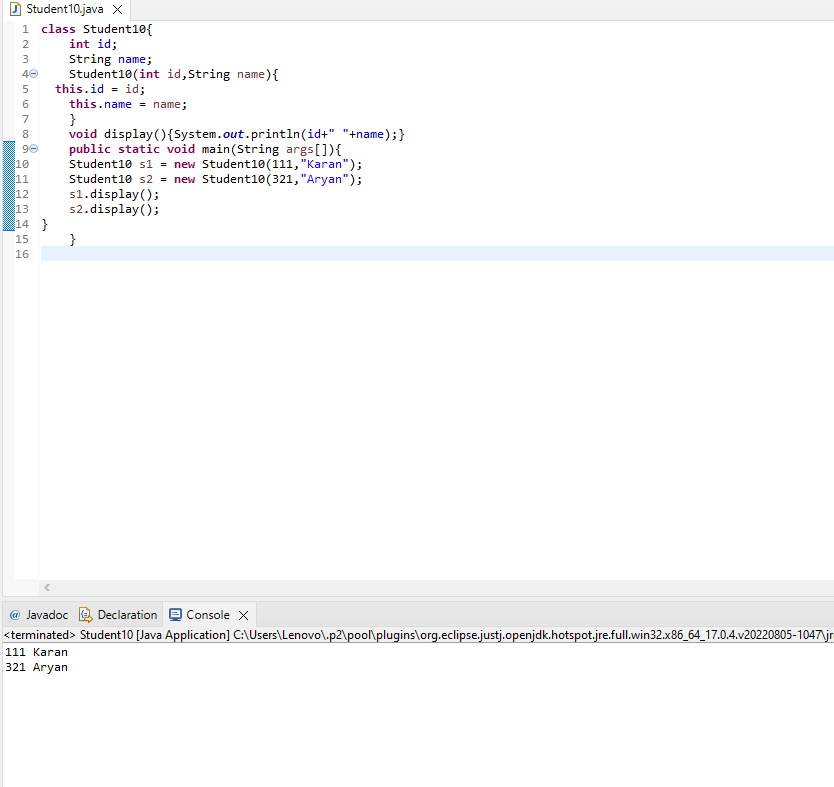 Student10.java
1 class Student10{
2     int id;
3     String name;
4     Student10(int id,String name){
5   this.id = id;
6     this.name = name;
7     }
8     void display(){System.out.println(id+" "+name);}
9     public static void main(String args[]){
10     Student10 s1 = new Student10(111,"Karan");
11     Student10 s2 = new Student10(321,"Aryan");
12     s1.display();
13     s2.display();
14 }
15     }
16
@ Javadoc Declaration Console
<terminated> Student10 [Java Application] C:\Users\Lenovo\.p2\pool\plugins\org.eclipse.justj.openjdk.hotspot.jre.full.win32.x86_64_17.0.4.v20220805-1047\jr
111 Karan
321 Aryan